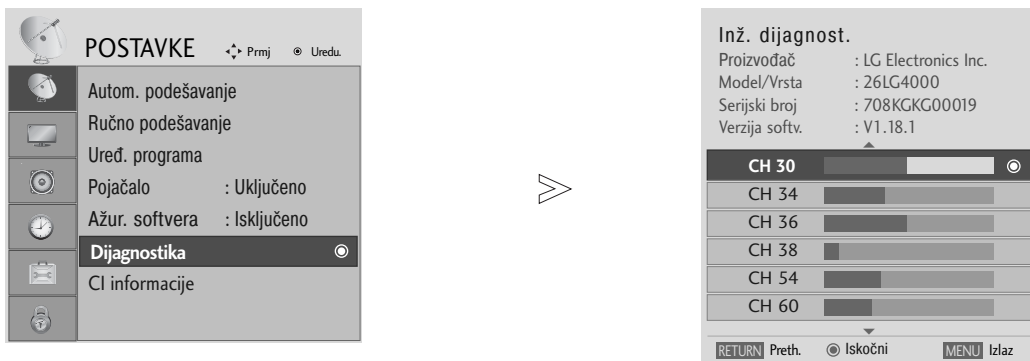 POSTAVKE Prmj Uredu.
Autom. podešavanje
Ručno podešavanje
Uređ. programa
Pojačalo : Uključeno
Ažur. softvera : Isključeno
Dijagnostika
CI informacije
Inž. dijagnost.
Proizvođač : LG Electronics Inc.
Model/Vrsta : 26LG4000
Serijski broj : 708KGKG00019
Verzija softv. : V1.18.1
CH 30
CH 34
CH 36
CH 38
CH 54
CH 60
RETURN Preth. Iskočni MENU Izlaz